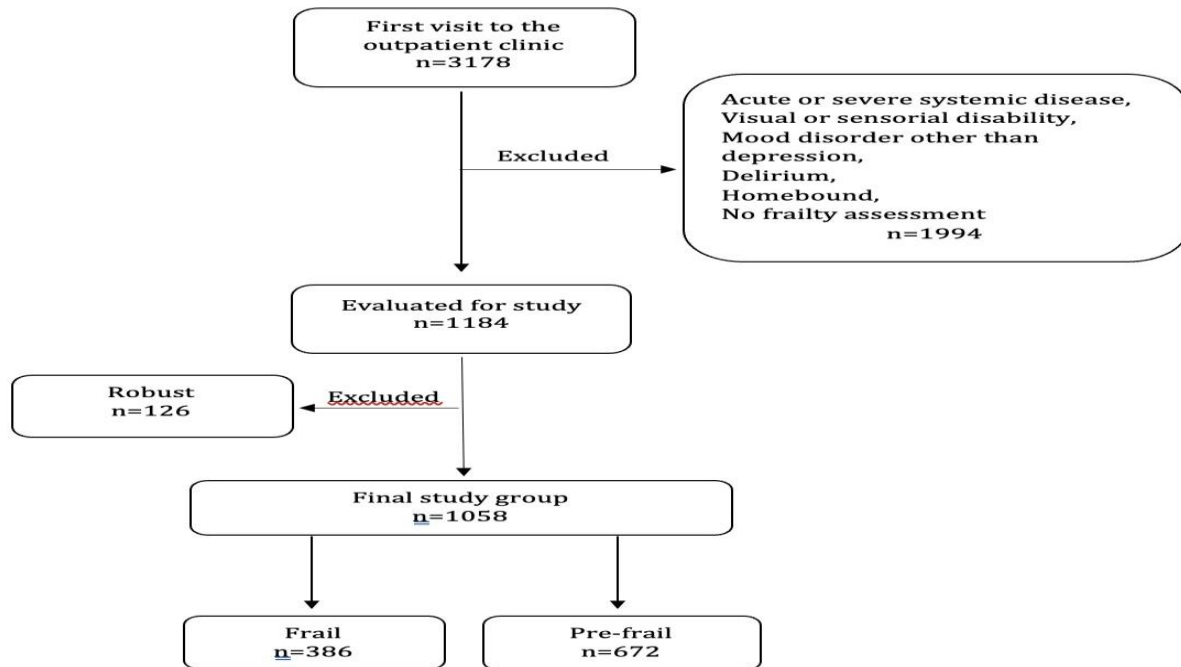 First visit to the
outpatient clinic
n=3178
Excluded
Acute or severe systemic disease,
Visual or sensorial disability,
Mood disorder other than
depression,
Delirium,
Homebound,
No frailty assessment
n=1994
Evaluated for study
n=1184
Robust
n=126
Excluded
Final study group
n=1058
Frail
n=386
Pre-frail
n=672